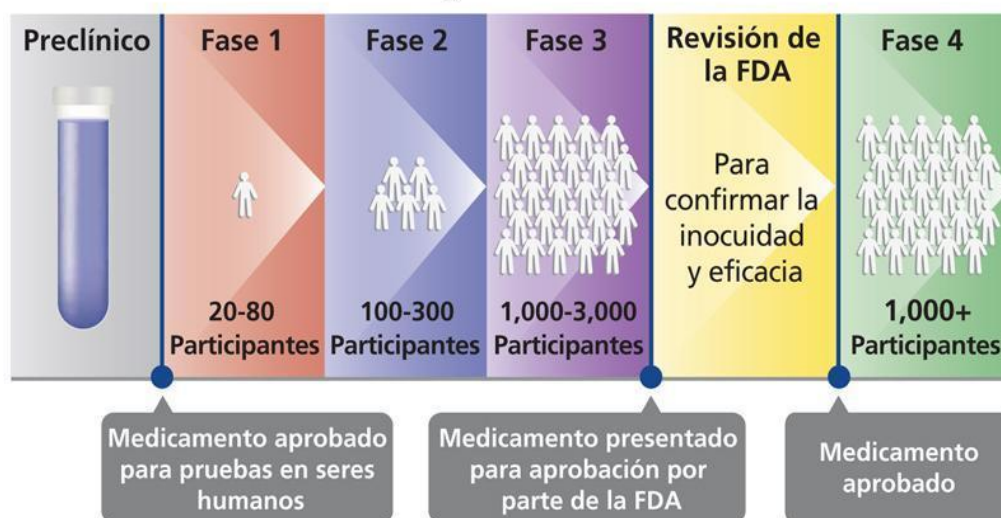 Preclínico
Fase 1
20-80
Participantes
Fase 2
100-300
Participantes
Fase 3
1,000-3,000
Participantes
Revisión de
la FDA
Para
confirmar la
inocuidad
y eficacia
Fase 4
1,000+
Participantes
Medicamento aprobado
para pruebas en seres
humanos
Medicamento presentado
para aprobación por
parte de la FDA
Medicamento
aprobado